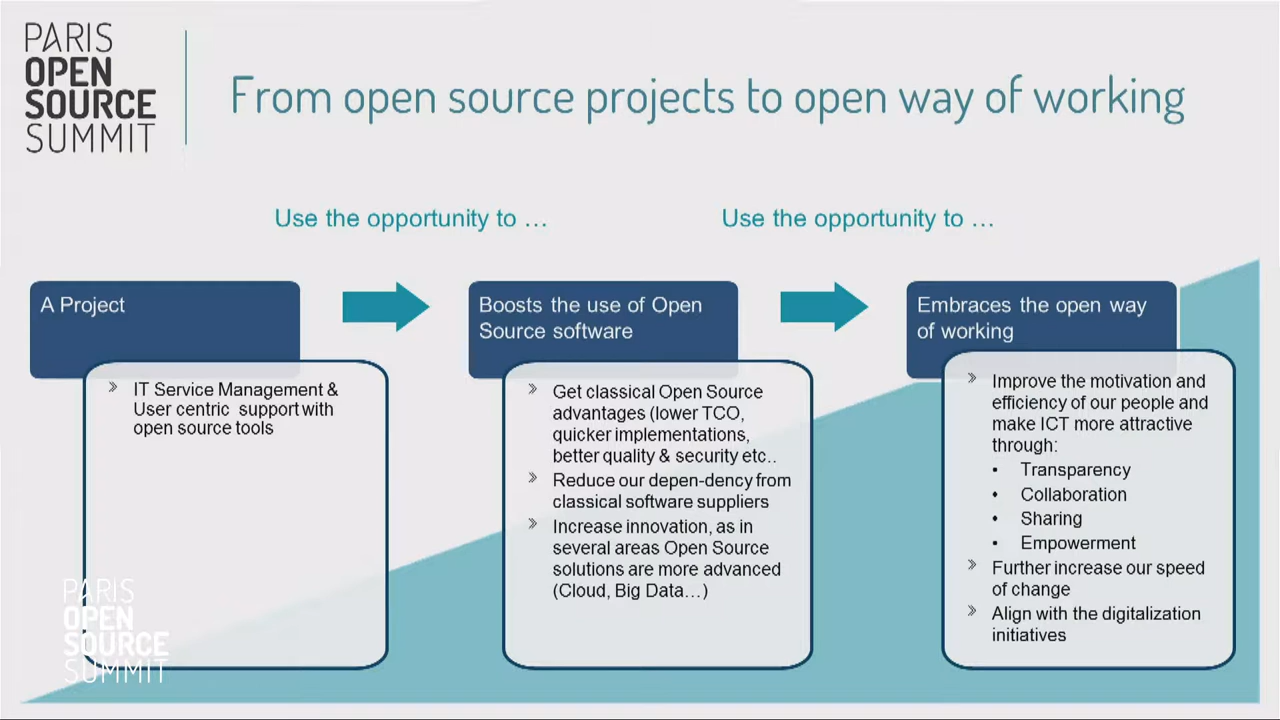 PARIS
OPEN
SOURCE
SUMMIT
From open source projects to open way of working
Use the opportunity to …
Use the opportunity to …
A Project
» IT Service Management &
User centric support with
open source tools
Boosts the use of Open
Source software
» Get classical Open Source
advantages (lower TCO,
quicker implementations,
better quality & security etc..
» Reduce our depen-dency from
classical software suppliers
» Increase innovation, as in
several areas Open Source
solutions are more advanced
(Cloud, Big Data…)
Embraces the open way
of working
» Improve the motivation and
efficiency of our people and
make ICT more attractive
through:
• Transparency
• Collaboration
• Sharing
• Empowerment
» Further increase our speed
of change
» Align with the digitalization
initiatives
PARIS
OPEN
SOURCE
SUMMIT